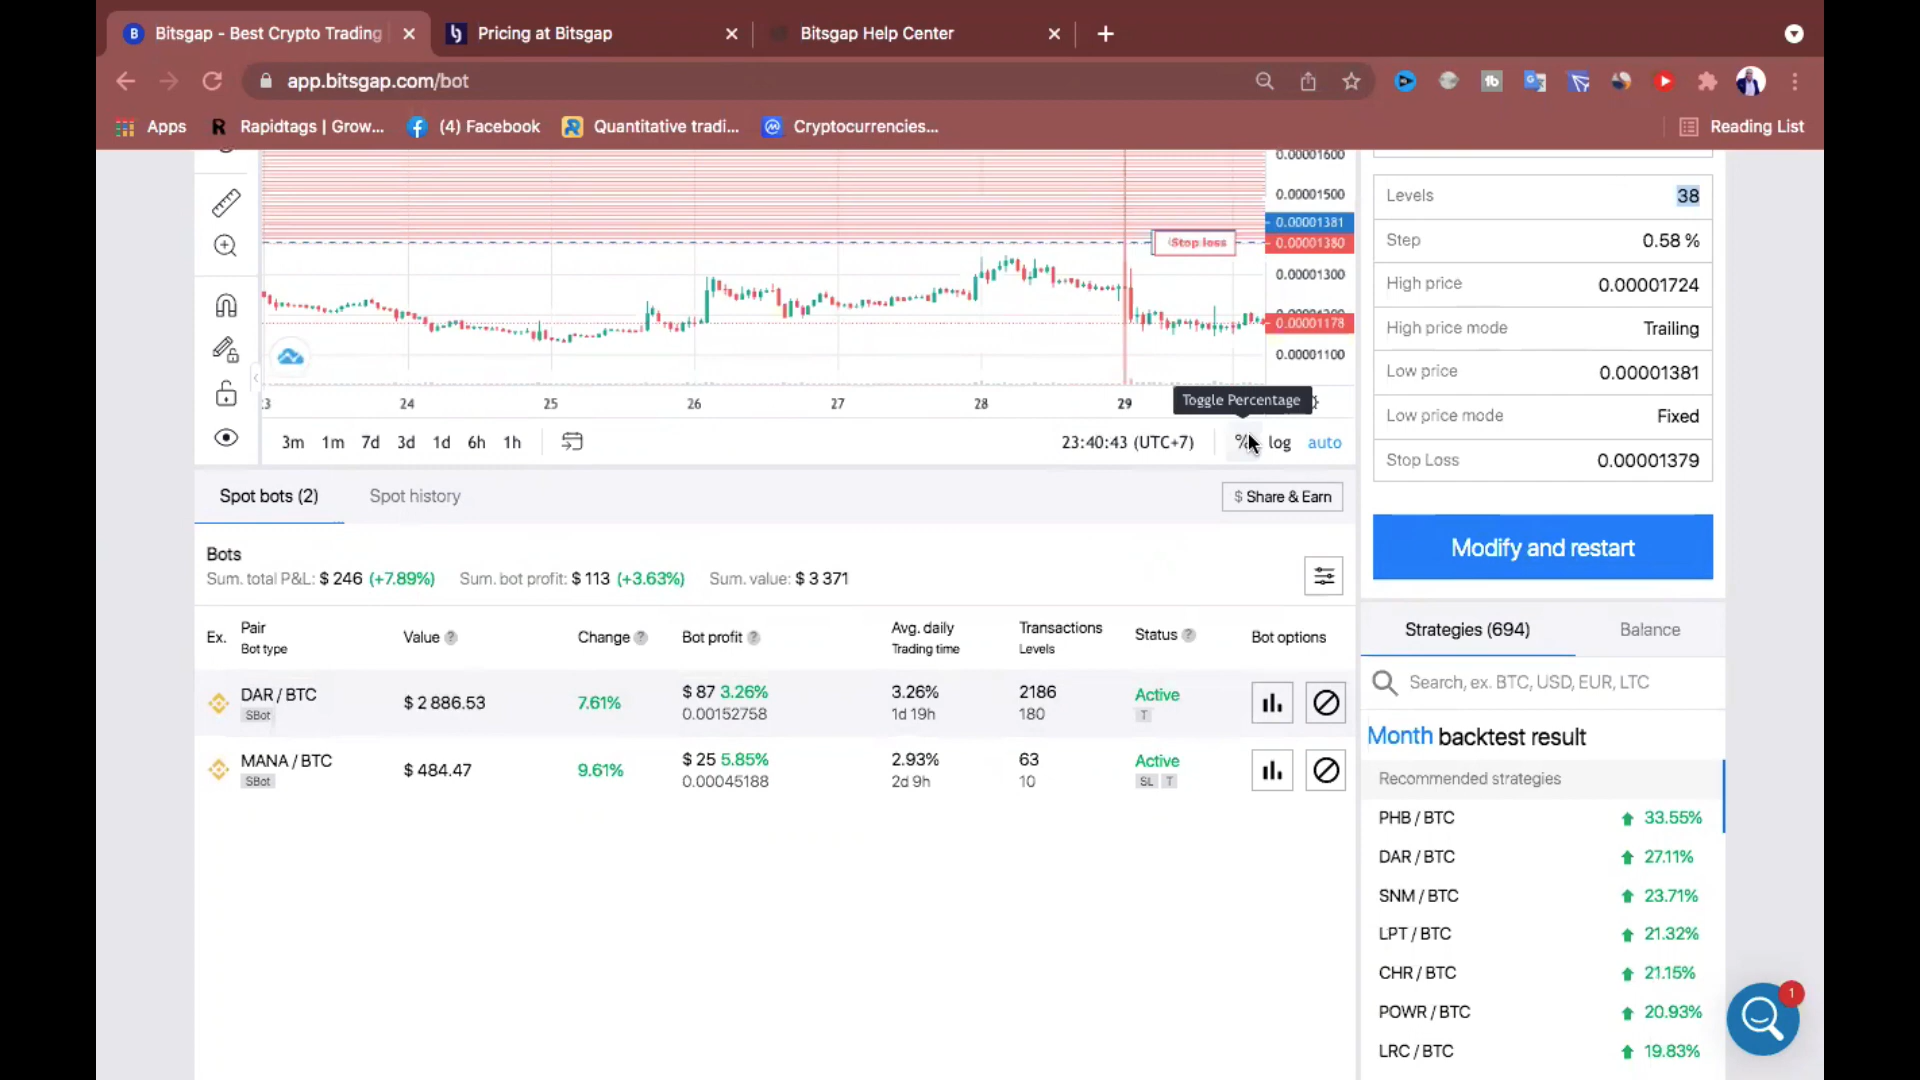 Bitsgap - Best Crypto Trading
Pricing at Bitsgap
Bitsgap Help Center
app.bitsgap.com/bot
Apps
Rapidtags | Grow...
(4) Facebook
Quantitative tradi...
Cryptocurrencies...
Reading List
0.00001600
0.00001500
0.00001381
Stop loss
0.00001380
0.00001300
0.00001178
0.00001100
24
25
26
27
28
29
Toggle Percentage
3m
1m
7d
3d
1d
6h
1h
23:40:43 (UTC+7)
%
log
auto
Levels
38
Step
0.58 %
High price
0.00001724
High price mode
Trailing
Low price
0.00001381
Low price mode
Fixed
Stop Loss
0.00001379
Modify and restart
Spot bots (2)
Spot history
$ Share & Earn
Bots
Sum. total P&L: $ 246 (+7.89%)
Sum. bot profit: $ 113 (+3.63%)
Sum. value: $ 3 371
Ex.
Pair
Bot type
Value ?
Change ?
Bot profit ?
Avg. daily
Trading time
Transactions
Levels
Status ?
Bot options
DAR / BTC
SBot
$ 2 886.53
7.61%
$ 87 3.26%
0.00152758
3.26%
1d 19h
2186
180
Active
T
MANA / BTC
SBot
$ 484.47
9.61%
$ 25 5.85%
0.00045188
2.93%
2d 9h
63
10
Active
SL T
Strategies (694)
Balance
Search, ex. BTC, USD, EUR, LTC
Month backtest result
Recommended strategies
PHB / BTC
33.55%
DAR / BTC
27.11%
SNM / BTC
23.71%
LPT / BTC
21.32%
CHR / BTC
21.15%
POWR / BTC
20.93%
LRC / BTC
19.83%
1